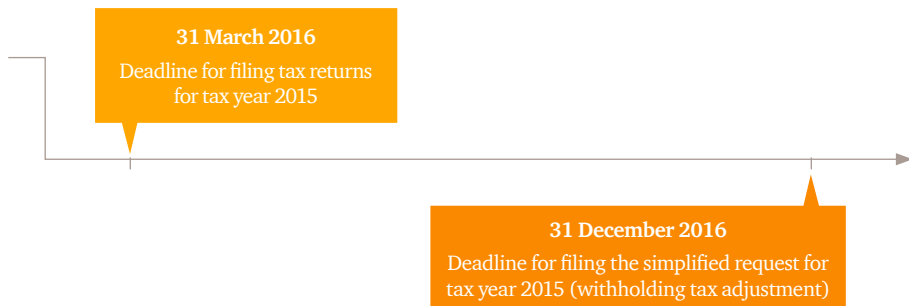 31 March 2016
Deadline for filing tax returns
for tax year 2015
31 December 2016
Deadline for filing the simplified request for
tax year 2015 (withholding tax adjustment)